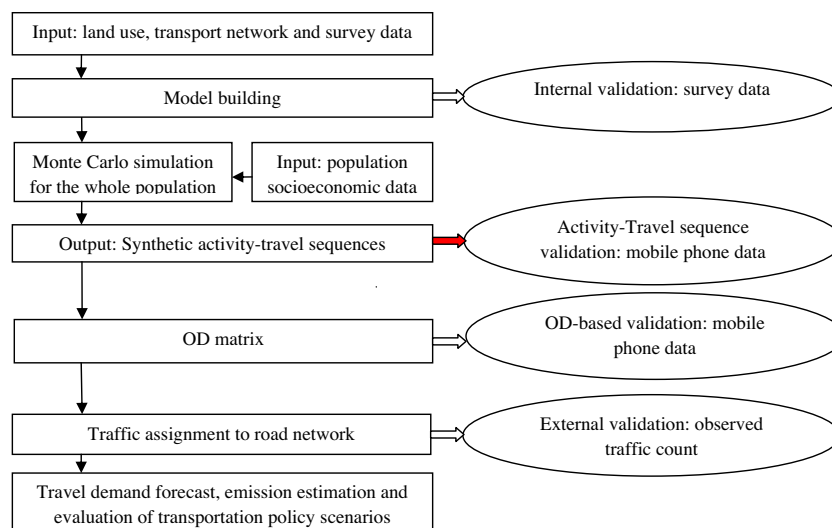 Input: land use, transport network and survey data
Model building
Internal validation: survey data
Monte Carlo simulation
for the whole population
Input: population
socioeconomic data
Output: Synthetic activity-travel sequences
Activity-Travel sequence
validation: mobile phone data
OD matrix
OD-based validation: mobile
phone data
Traffic assignment to road network
External validation: observed
traffic count
Travel demand forecast, emission estimation and
evaluation of transportation policy scenarios